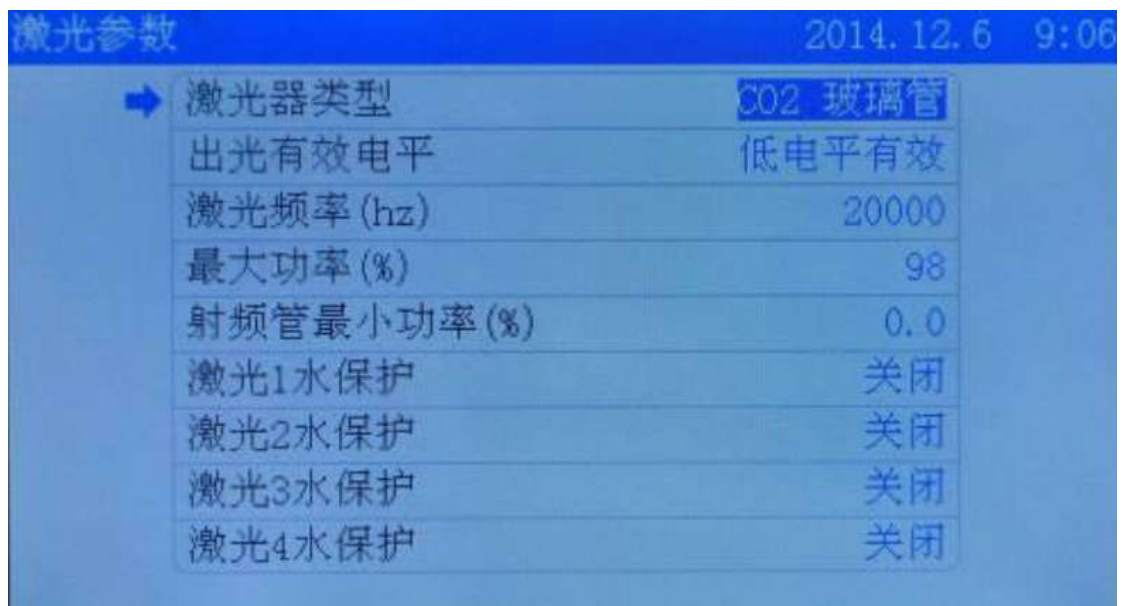 激光参数 2014.12.6 9:06
激光器类型 CO2 玻璃管
出光有效电平 低电平有效
激光频率(hz) 20000
最大功率(%) 98
射频管最小功率(%) 0.0
激光1水保护 关闭
激光2水保护 关闭
激光3水保护 关闭
激光4水保护 关闭